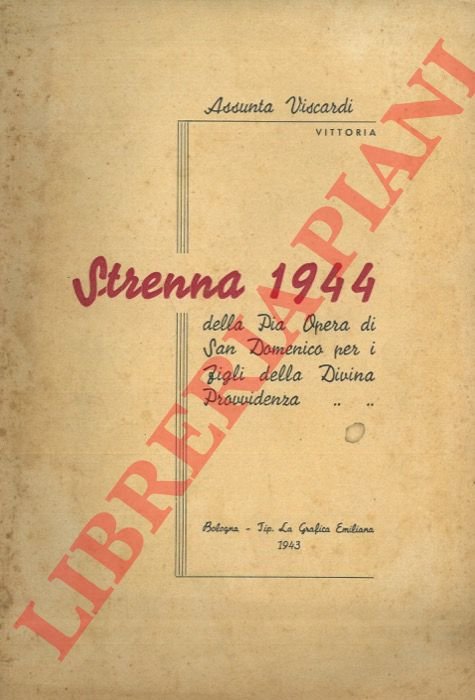 Assunta Viscardi
VITTORIA
Strenna 1944
della Pia Opera di
San Domenico per i
Figli della Divina
Provvidenza .. ..
Bologna - Tip. La Grafica Emiliana
1943
LIBRERIA PIANI